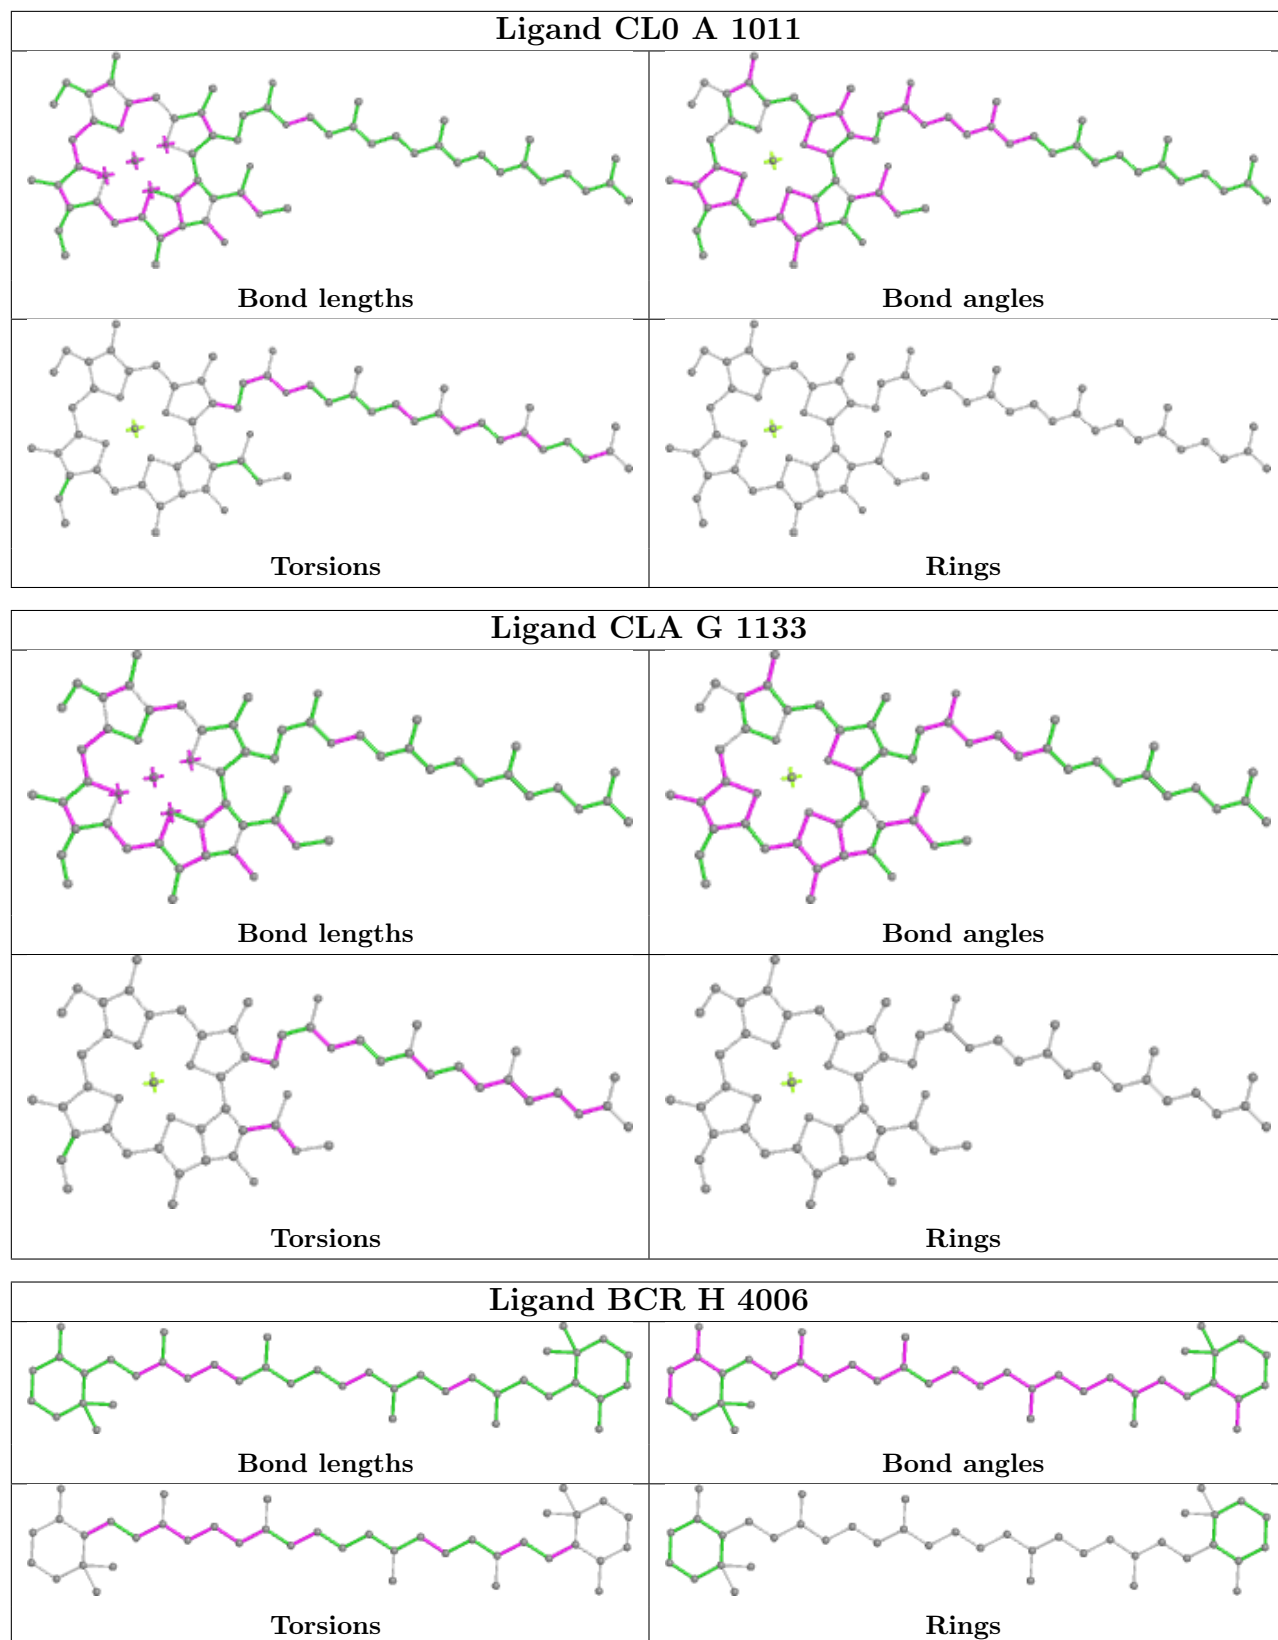 Ligand CL0 A 1011
Bond lengths
Bond angles
Torsions
Rings
Ligand CLA G 1133
Bond lengths
Bond angles
Torsions
Rings
Ligand BCR H 4006
Bond lengths
Bond angles
Torsions
Rings